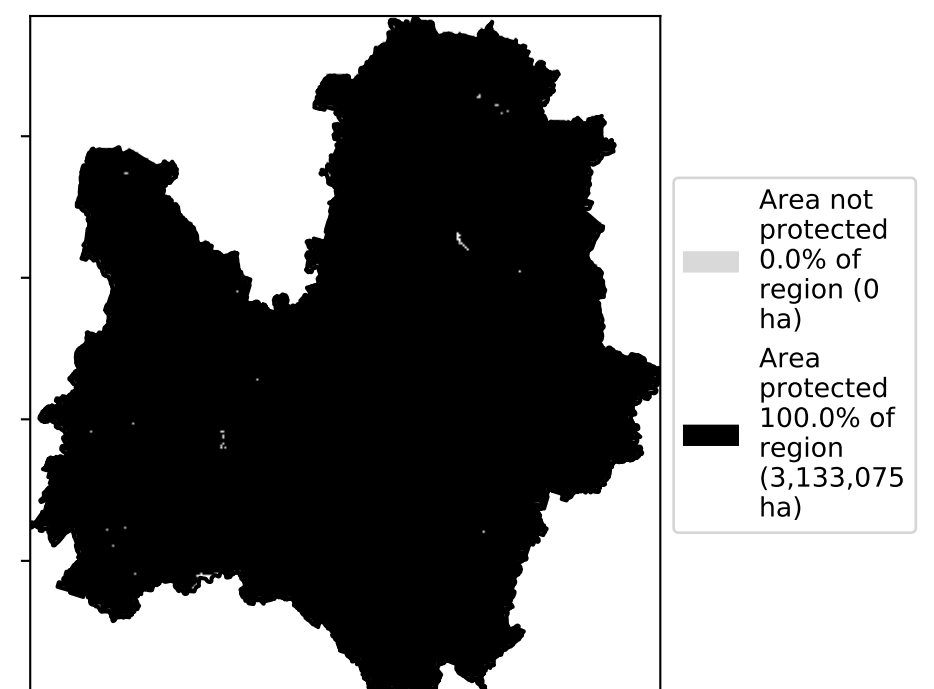 Area not
protected
0.0% of
region (0
ha)
Area
protected
100.0% of
region
(3,133,075
ha)